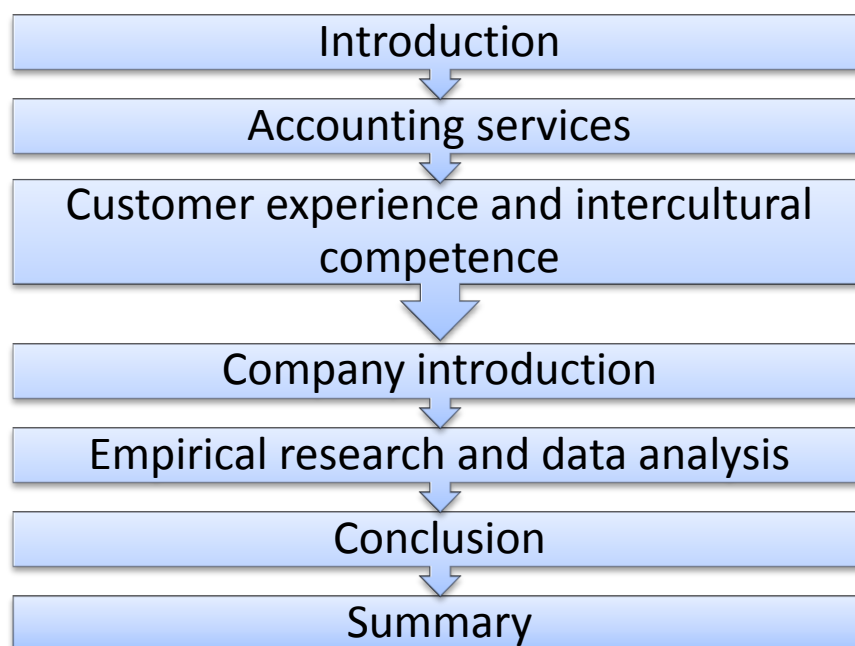 Introduction
Accounting services
Customer experience and intercultural
competence
Company introduction
Empirical research and data analysis
Conclusion
Summary